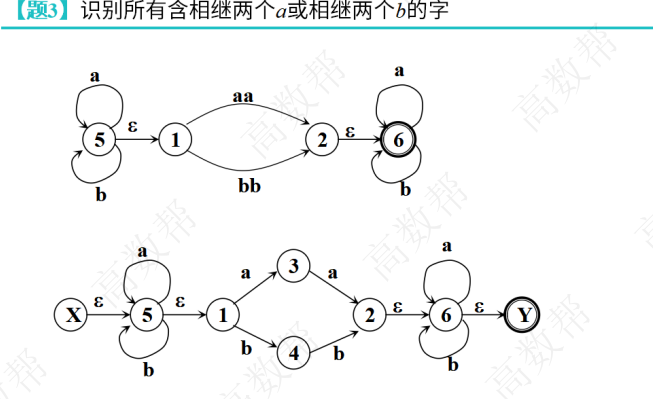 【题3】识别所有含相继两个a或相继两个b的字
a a
aa
5 ε 1 2 ε 6
b bb b
a a
a 3 a
X ε 5 ε 1 2 ε 6 ε Y
b 4 b
b b
高数帮
高数帮
高数帮
高数帮
高数帮
高数帮